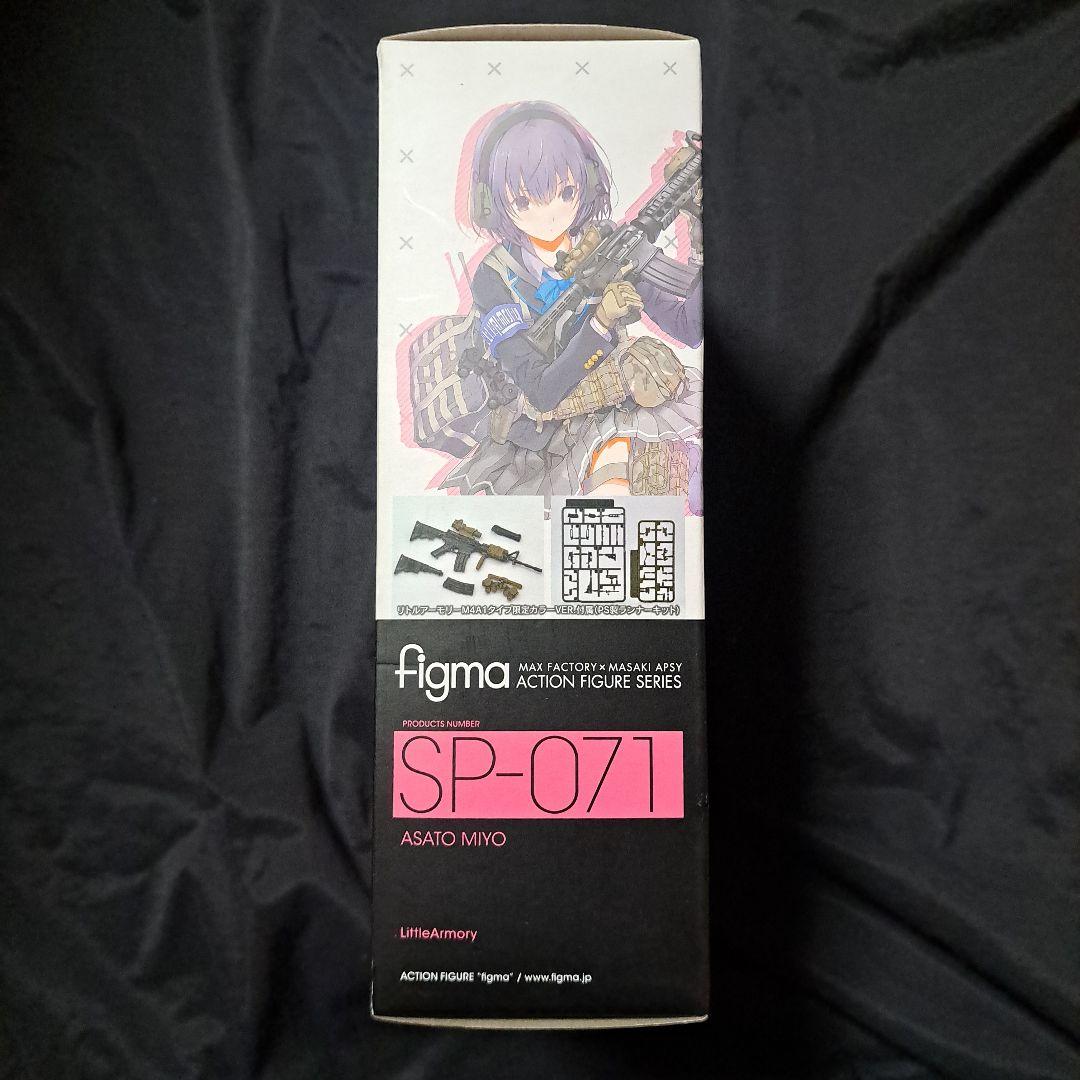 リトルアーモリーM4A1タイプ限定カラーVER.付属(PS製ランナーキット)
figma
MAX FACTORY×MASAKI APSY
ACTION FIGURE SERIES
PRODUCTS NUMBER
SP-071
ASATO MIYO
LittleArmory
ACTION FIGURE "figma" / www.figma.jp